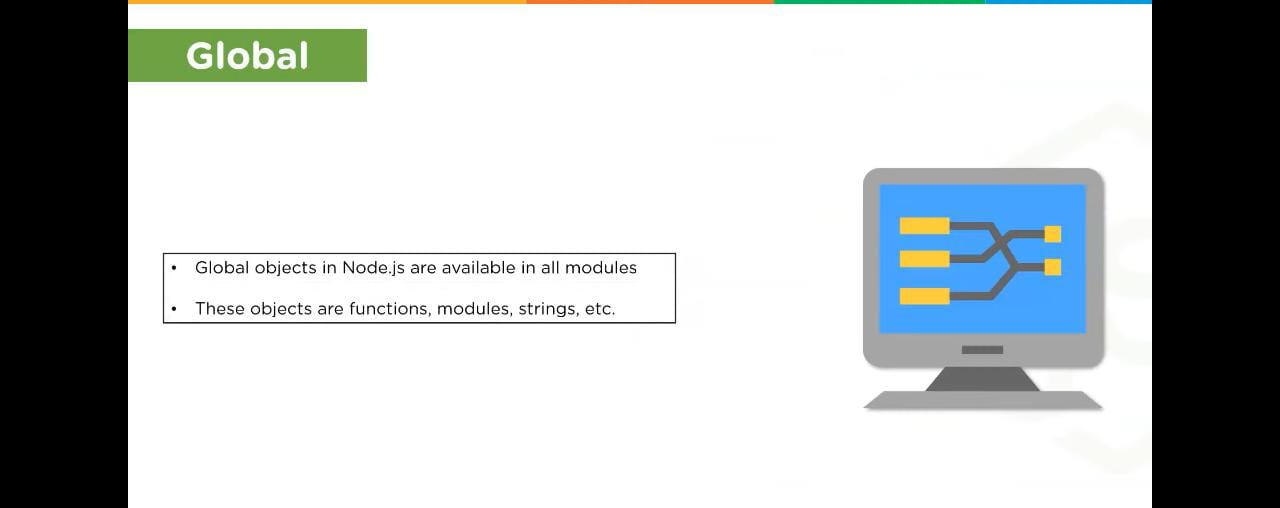 Global
• Global objects in Node.js are available in all modules
• These objects are functions, modules, strings, etc.